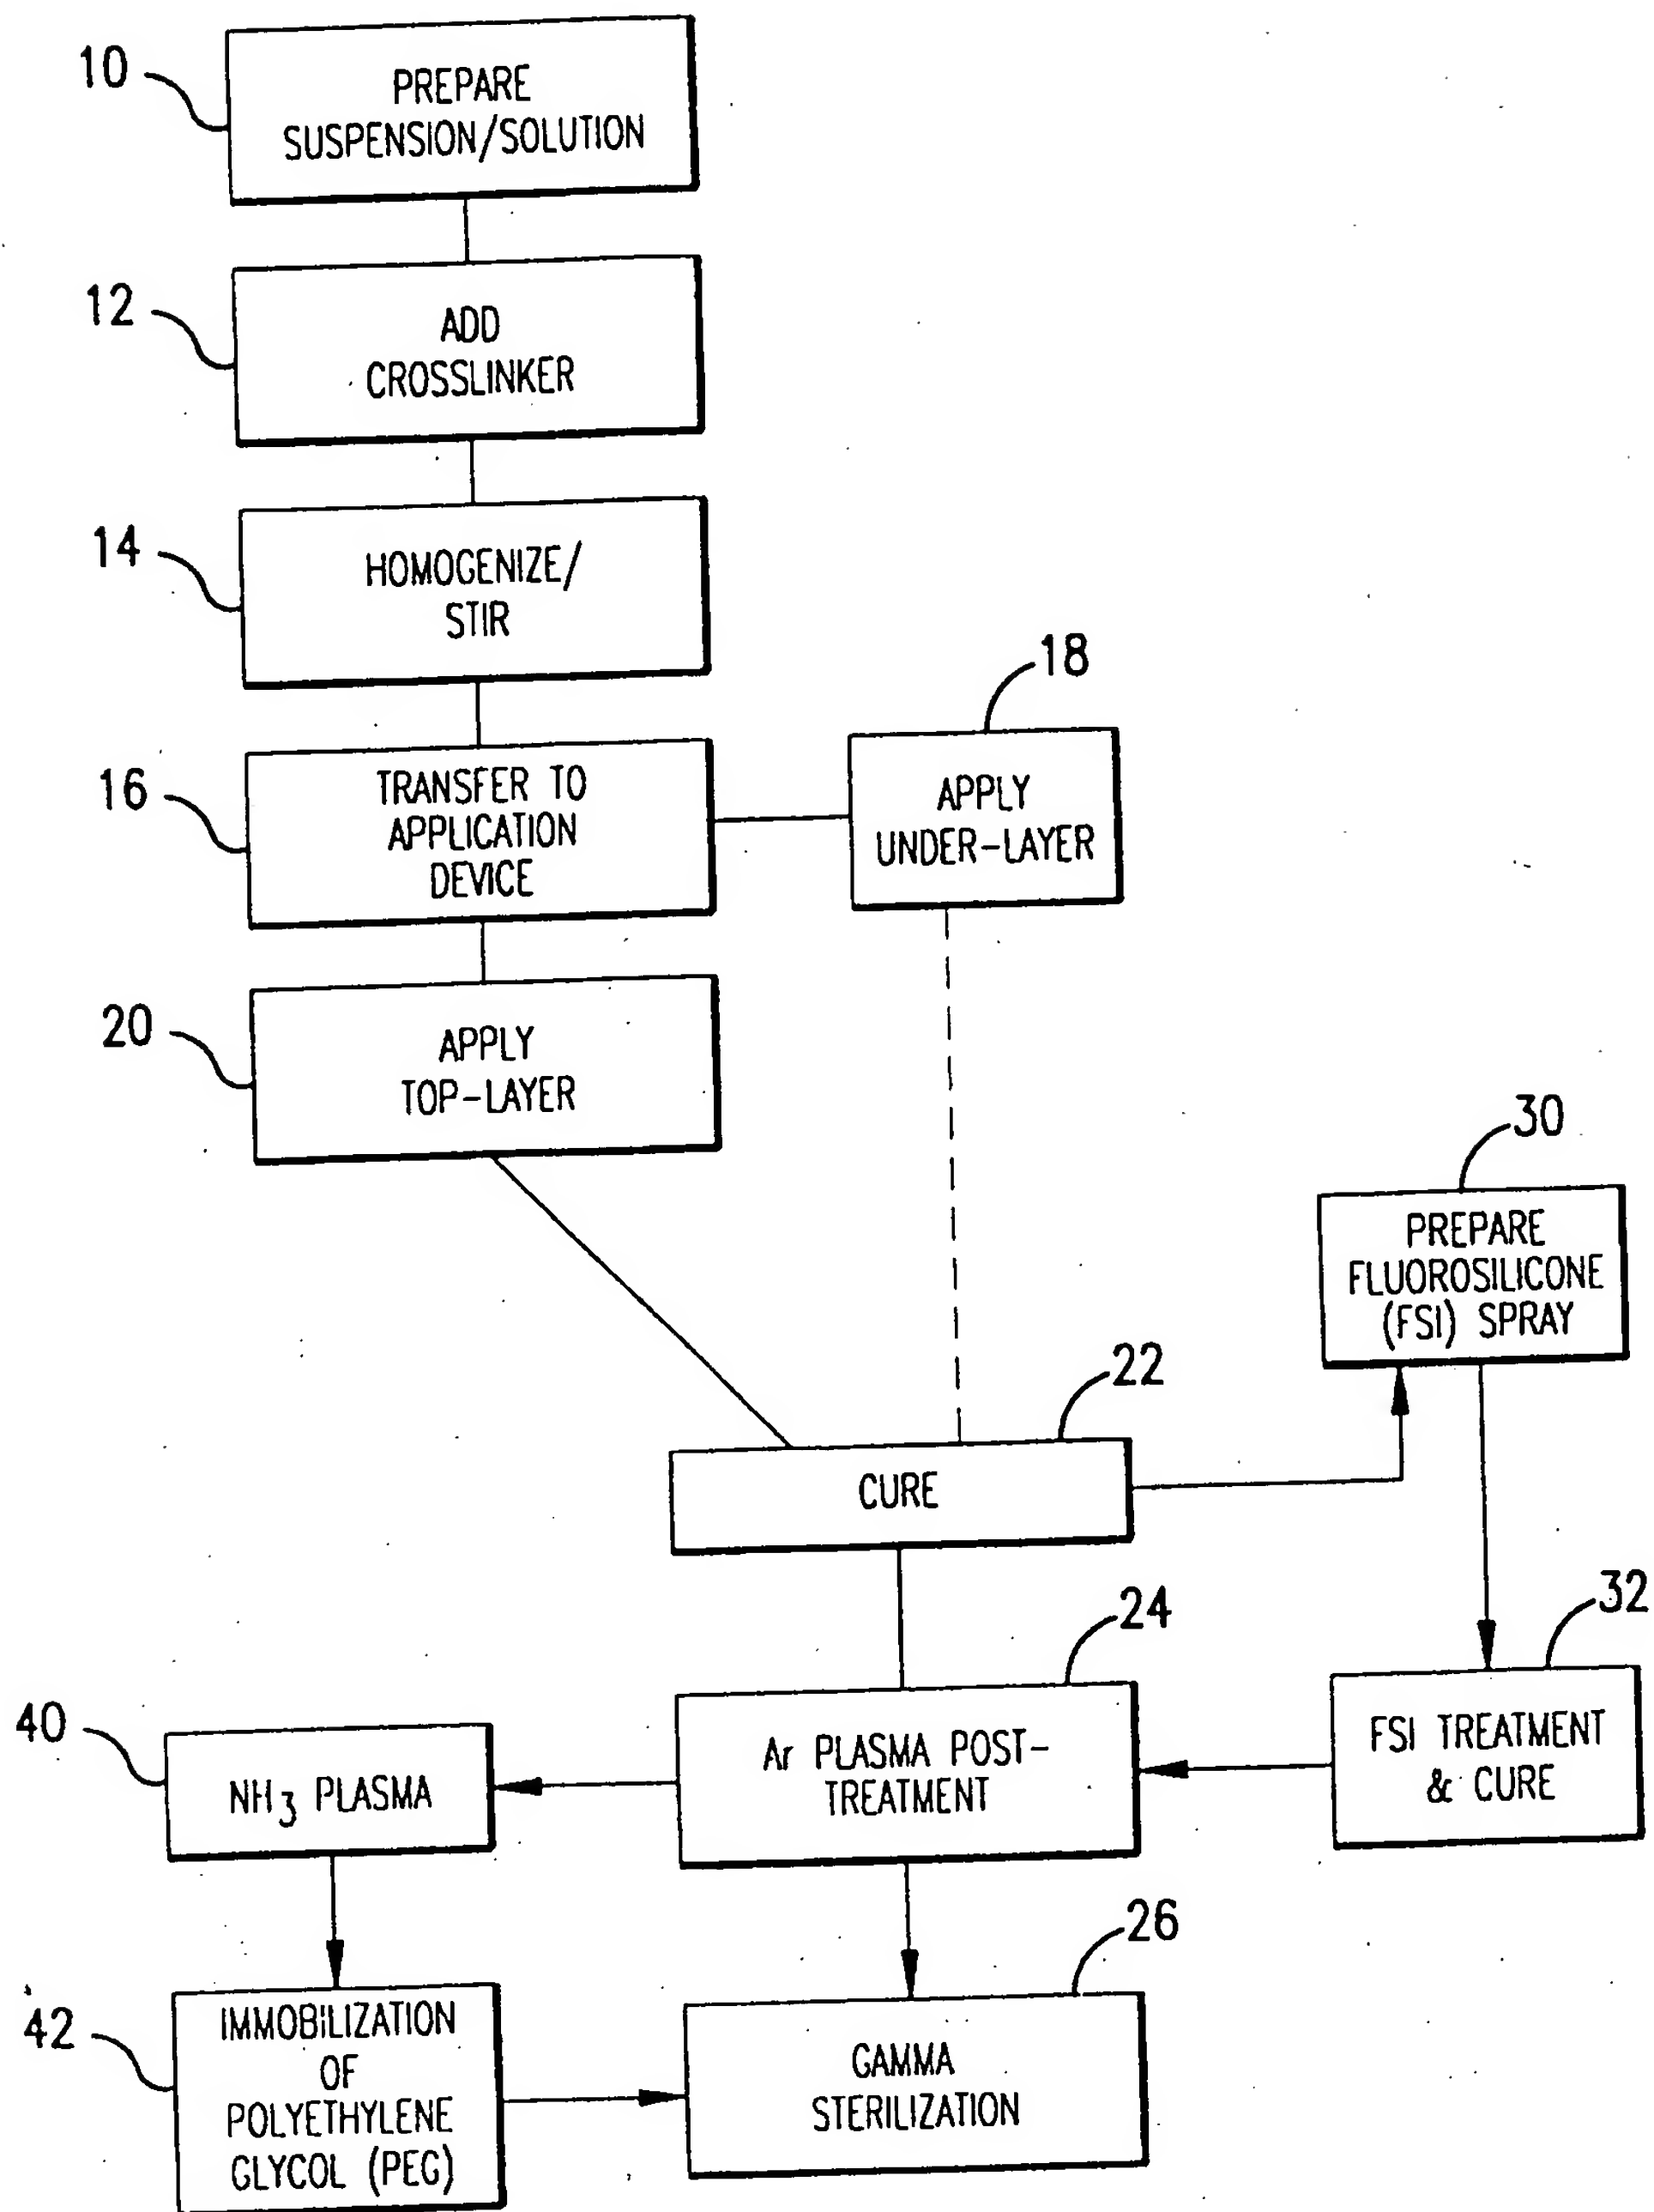 10
PREPARE
SUSPENSION/SOLUTION
12
ADD
CROSSLINKER
14
HOMOGENIZE/
STIR
16
TRANSFER TO
APPLICATION
DEVICE
18
APPLY
UNDER-LAYER
20
APPLY
TOP-LAYER
30
PREPARE
FLUOROSILICONE
(FSI) SPRAY
22
CURE
24
Ar PLASMA POST-
TREATMENT
32
FSI TREATMENT
& CURE
40
NH3 PLASMA
42
IMMOBILIZATION
OF
POLYETHYLENE
GLYCOL (PEG)
26
GAMMA
STERILIZATION